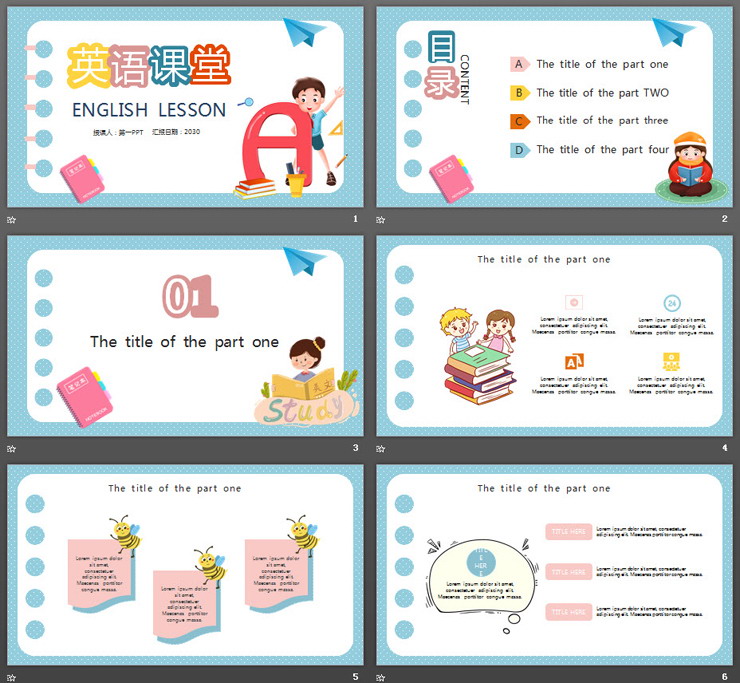 英语课堂
ENGLISH LESSON
授课人：第一PPT 汇报日期：2030
A
笔记本
NOTEBOOK
1
目录
CONTENT
A The title of the part one
B The title of the part TWO
C The title of the part three
D The title of the part four
NOTEBOOK
2
01
The title of the part one
NOTEBOOK
英文
Study
3
The title of the part one
24
Lorem ipsum dolor sit amet,
consectetuer adipiscing elit.
Maecenas porttitor congue massa.
Lorem ipsum dolor sit amet,
consectetuer adipiscing elit.
Maecenas porttitor congue massa.
A
Lorem ipsum dolor sit amet,
consectetuer adipiscing elit.
Maecenas porttitor congue massa.
Lorem ipsum dolor sit amet,
consectetuer adipiscing elit.
Maecenas porttitor congue massa.
4
The title of the part one
Lorem ipsum dolor
sit amet,
consectetuer
adipiscing elit.
Maecenas porttitor
congue massa.
Lorem ipsum dolor
sit amet,
consectetuer
adipiscing elit.
Maecenas porttitor
congue massa.
Lorem ipsum dolor
sit amet,
consectetuer
adipiscing elit.
Maecenas porttitor
congue massa.
5
The title of the part one
HER
E
Lorem ipsum dolor sit amet,
consectetuer adipiscing elit.
Maecenas porttitor congue
massa.
TITLE HERE
Lorem ipsum dolor sit amet, consectetuer
adipiscing elit. Maecenas porttitor congue massa.
TITLE HERE
Lorem ipsum dolor sit amet, consectetuer
adipiscing elit. Maecenas porttitor congue massa.
TITLE HERE
Lorem ipsum dolor sit amet, consectetuer
adipiscing elit. Maecenas porttitor congue massa.
6